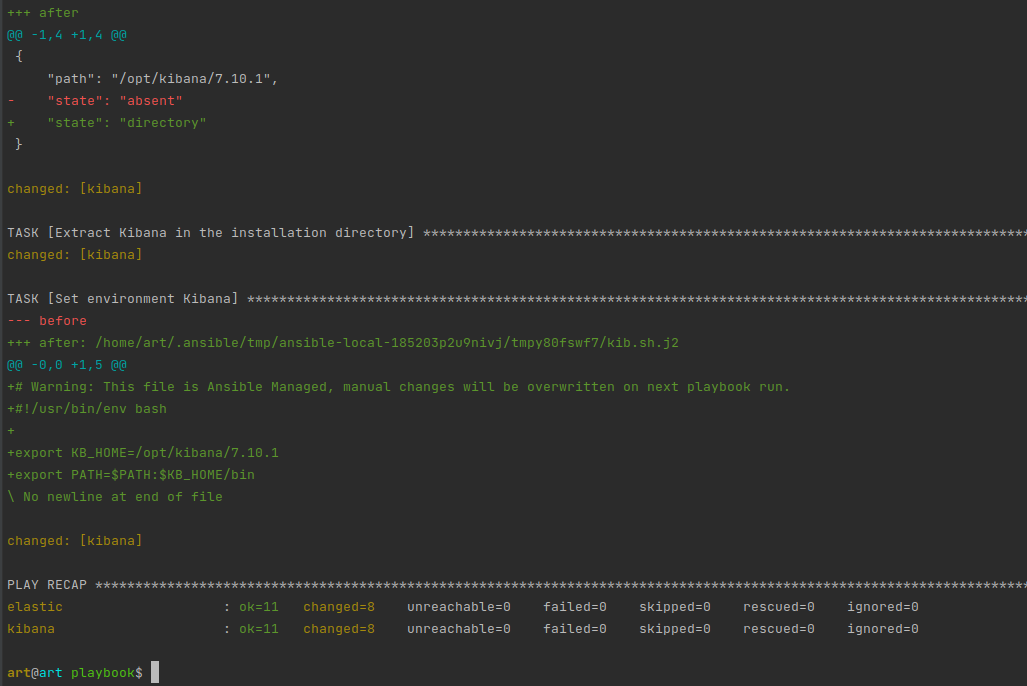 +++ after
@@ -1,4 +1,4 @@
 {
     "path": "/opt/kibana/7.10.1",
-    "state": "absent"
+    "state": "directory"
 }
changed: [kibana]
TASK [Extract Kibana in the installation directory] ****************************************************************************
changed: [kibana]
TASK [Set environment Kibana] **************************************************************************************************
--- before
+++ after: /home/art/.ansible/tmp/ansible-local-185203p2u9nivj/tmpy80fswf7/kib.sh.j2
@@ -0,0 +1,5 @@
+# Warning: This file is Ansible Managed, manual changes will be overwritten on next playbook run.
+#!/usr/bin/env bash
+
+export KB_HOME=/opt/kibana/7.10.1
+export PATH=$PATH:$KB_HOME/bin
\ No newline at end of file
changed: [kibana]
PLAY RECAP *********************************************************************************************************************
elastic                    : ok=11   changed=8    unreachable=0    failed=0    skipped=0    rescued=0    ignored=0
kibana                     : ok=11   changed=8    unreachable=0    failed=0    skipped=0    rescued=0    ignored=0
art@art playbook$